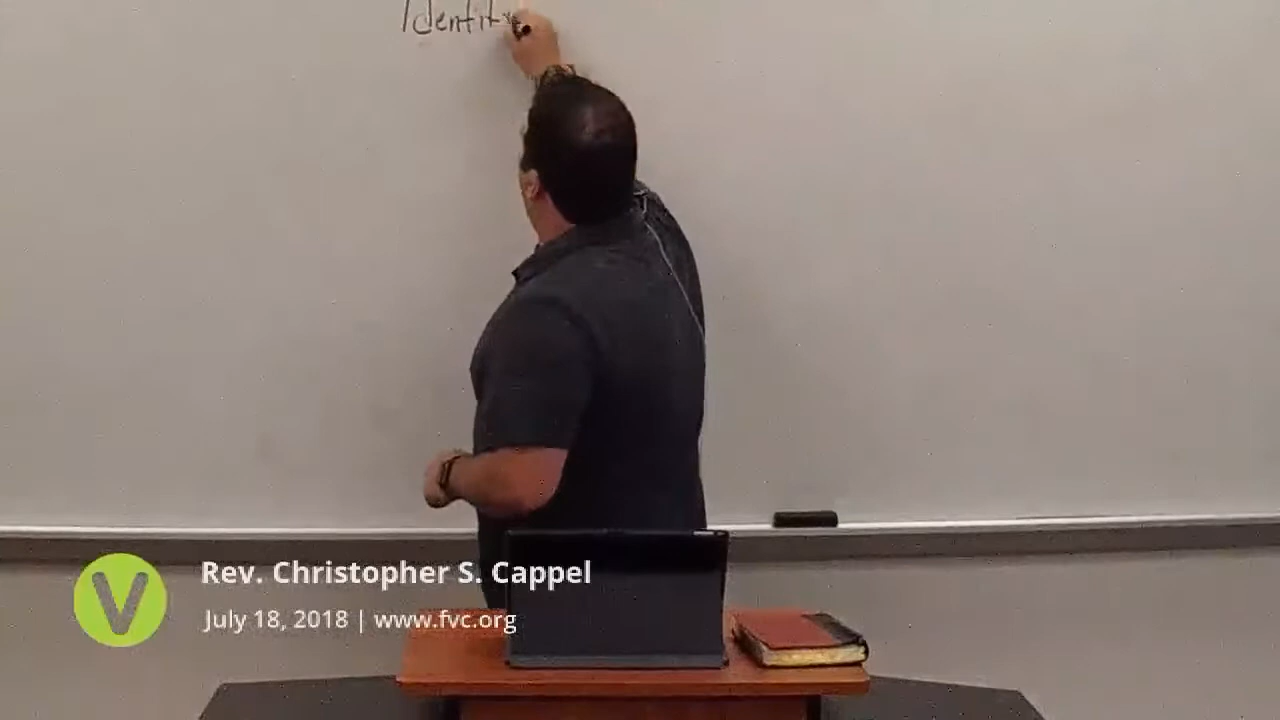 Identity
V
Rev. Christopher S. Cappel
July 18, 2018 | www.fvc.org